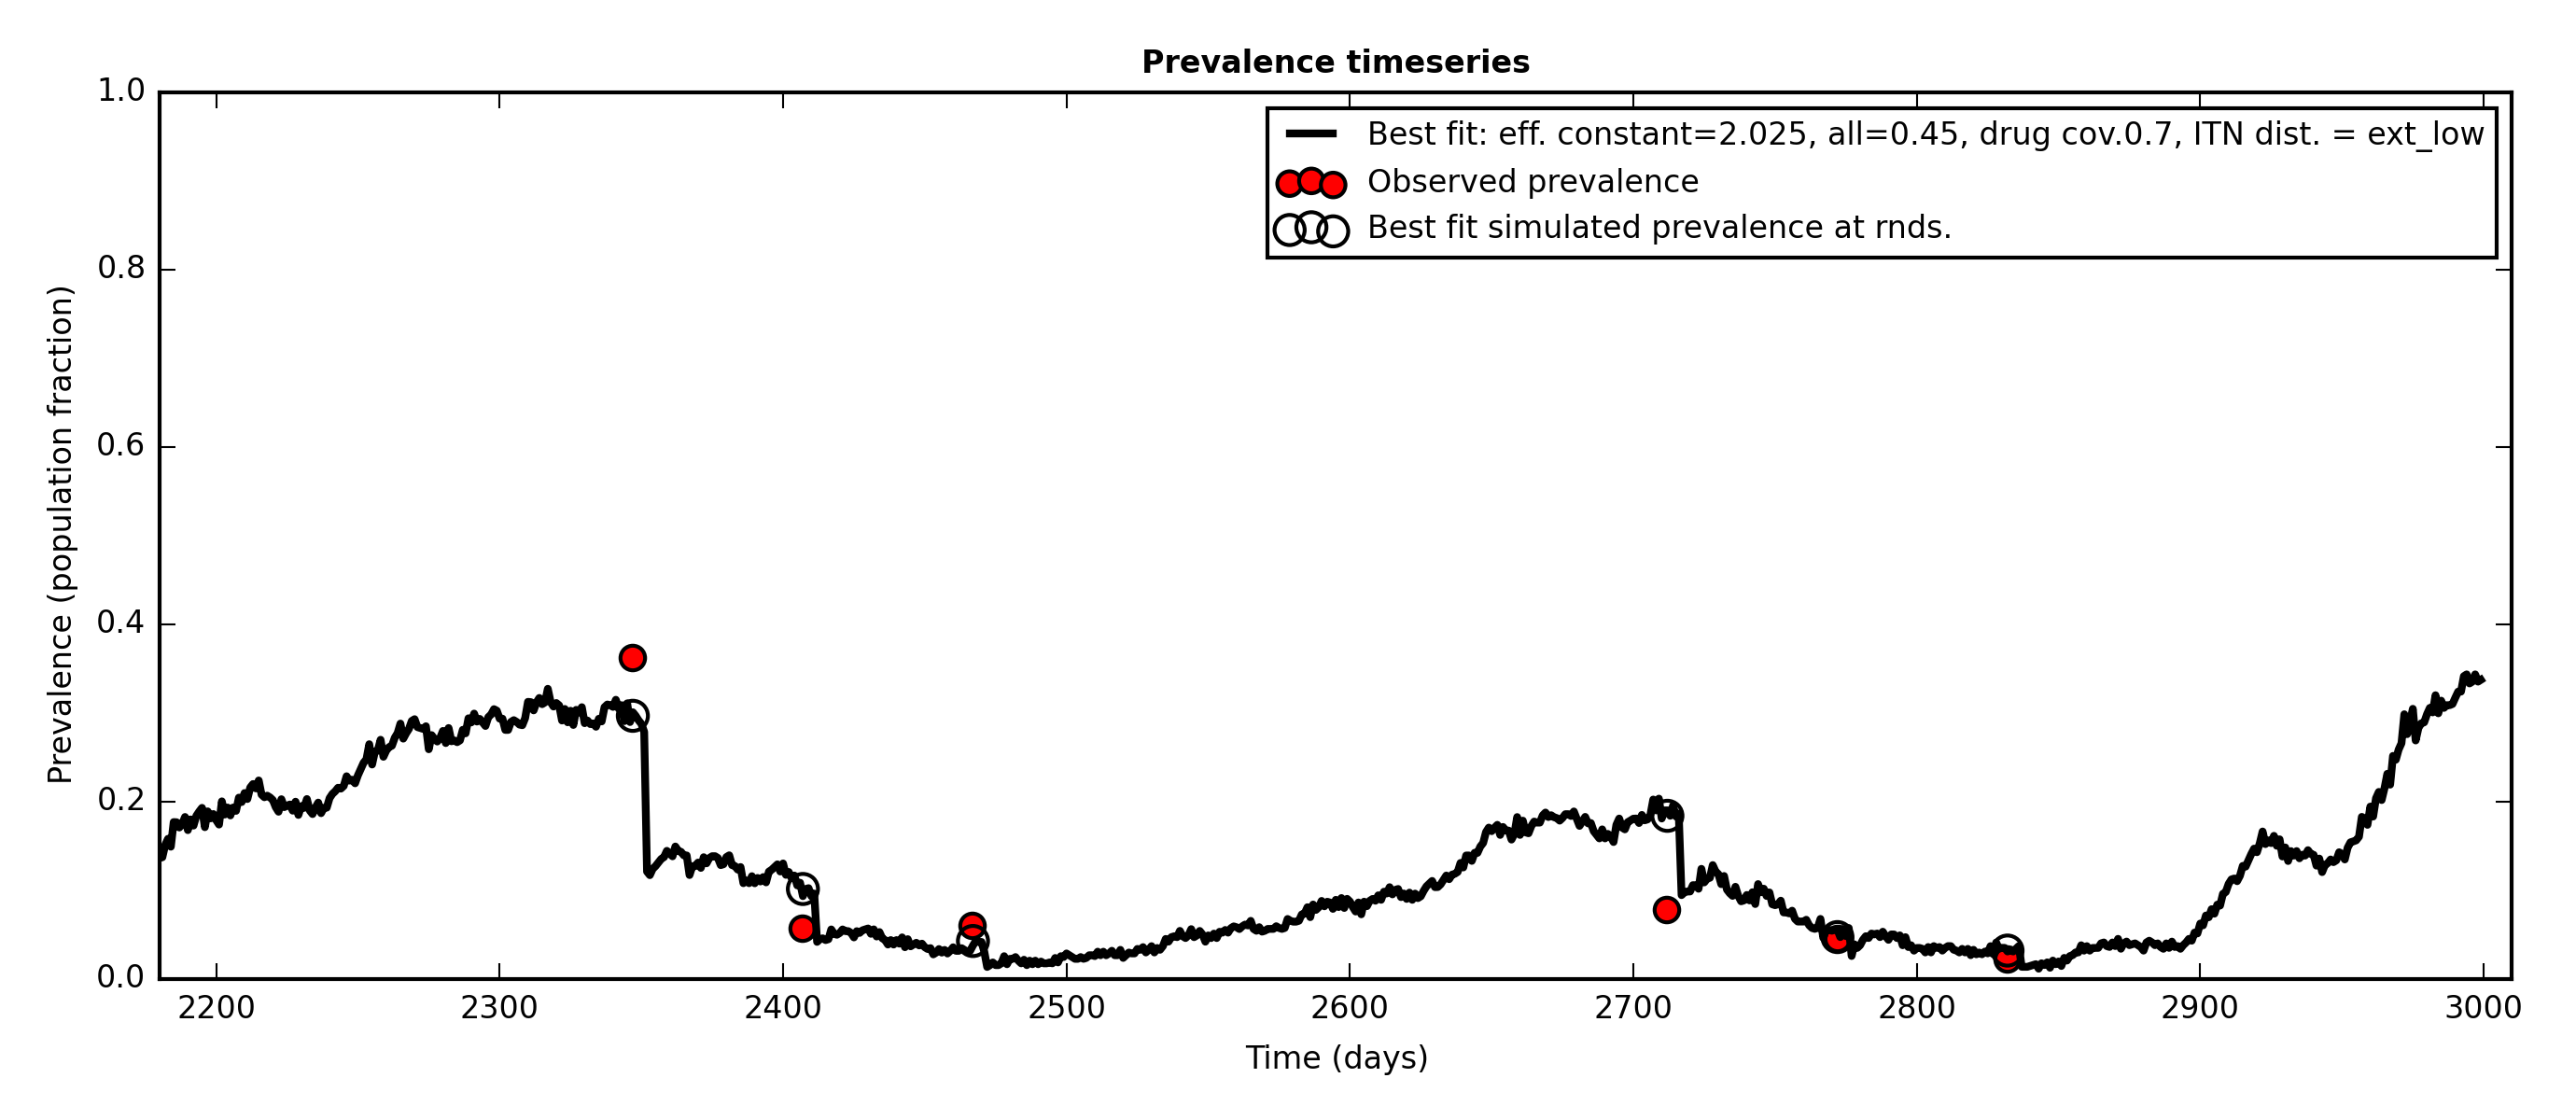 Prevalence timeseries
1.0
0.8
0.6
0.4
0.2
0.0
Prevalence (population fraction)
Best fit: eff. constant=2.025, all=0.45, drug cov.0.7, ITN dist. = ext_low
Observed prevalence
Best fit simulated prevalence at rnds.
2200 2300 2400 2500 2600 2700 2800 2900 3000
Time (days)